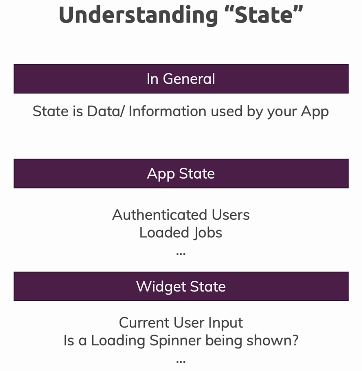 Understanding “State”
In General
State is Data/ Information used by your App
App State
Authenticated Users
Loaded Jobs
...
Widget State
Current User Input
Is a Loading Spinner being shown?
...